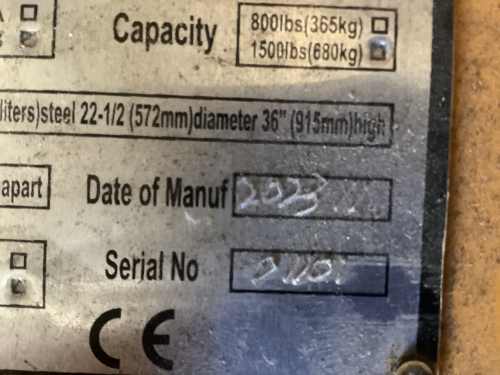 Capacity 800lbs(365kg)
1500lbs(680kg)
liters)steel 22-1/2 (572mm)diameter 36" (915mm)high
apart Date of Manuf 2023
Serial No
CE